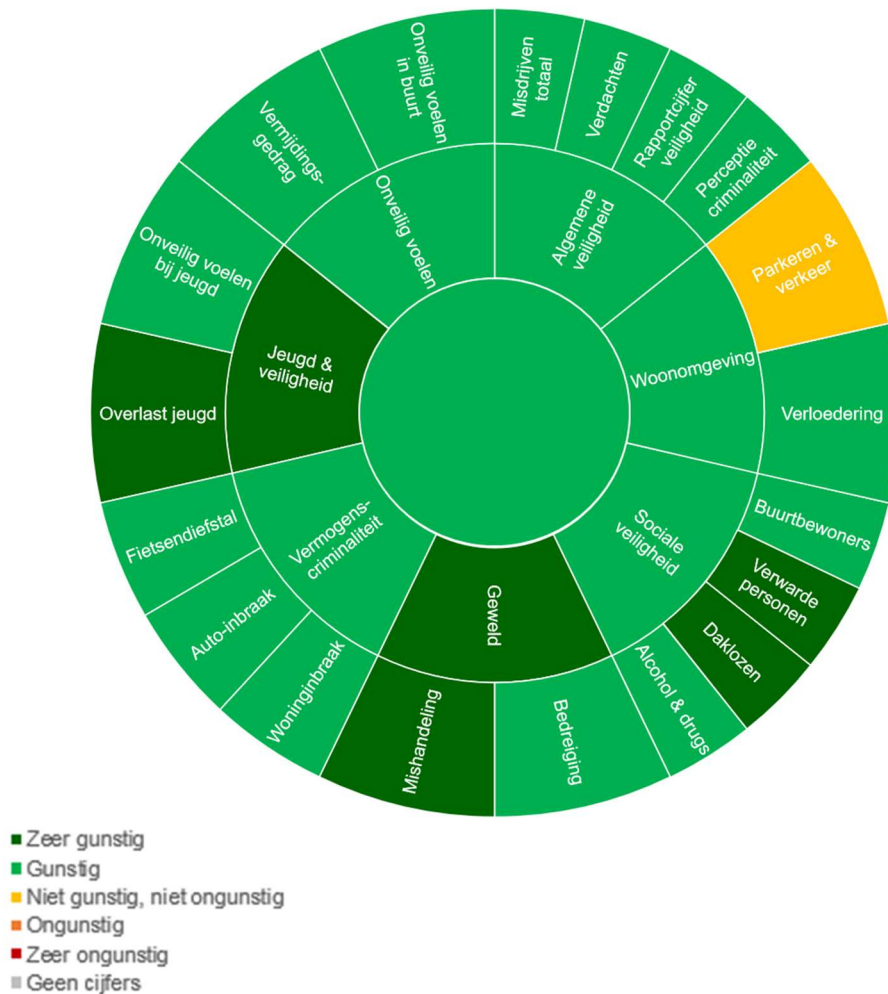 Misdrijven
totaal
Verdachten
Rapportcijfer
veiligheid
Perceptie
criminaliteit
Parkeren &
verkeer
Verloedering
Buurtbewoners
Verwarde
personen
Daklozen
Alcohol & drugs
Bedreiging
Mishandeling
Woninginbraak
Auto-inbraak
Fietsendiefstal
Overlast jeugd
Onveilig voelen
bij jeugd
Vermijdings-
gedrag
Onveilig voelen
in buurt
Algemene
veiligheid
Woonomgeving
Sociale
veiligheid
Geweld
Vermogens-
criminaliteit
Jeugd &
veiligheid
Onveilig voelen
Zeer gunstig
Gunstig
Niet gunstig, niet ongunstig
Ongunstig
Zeer ongunstig
Geen cijfers